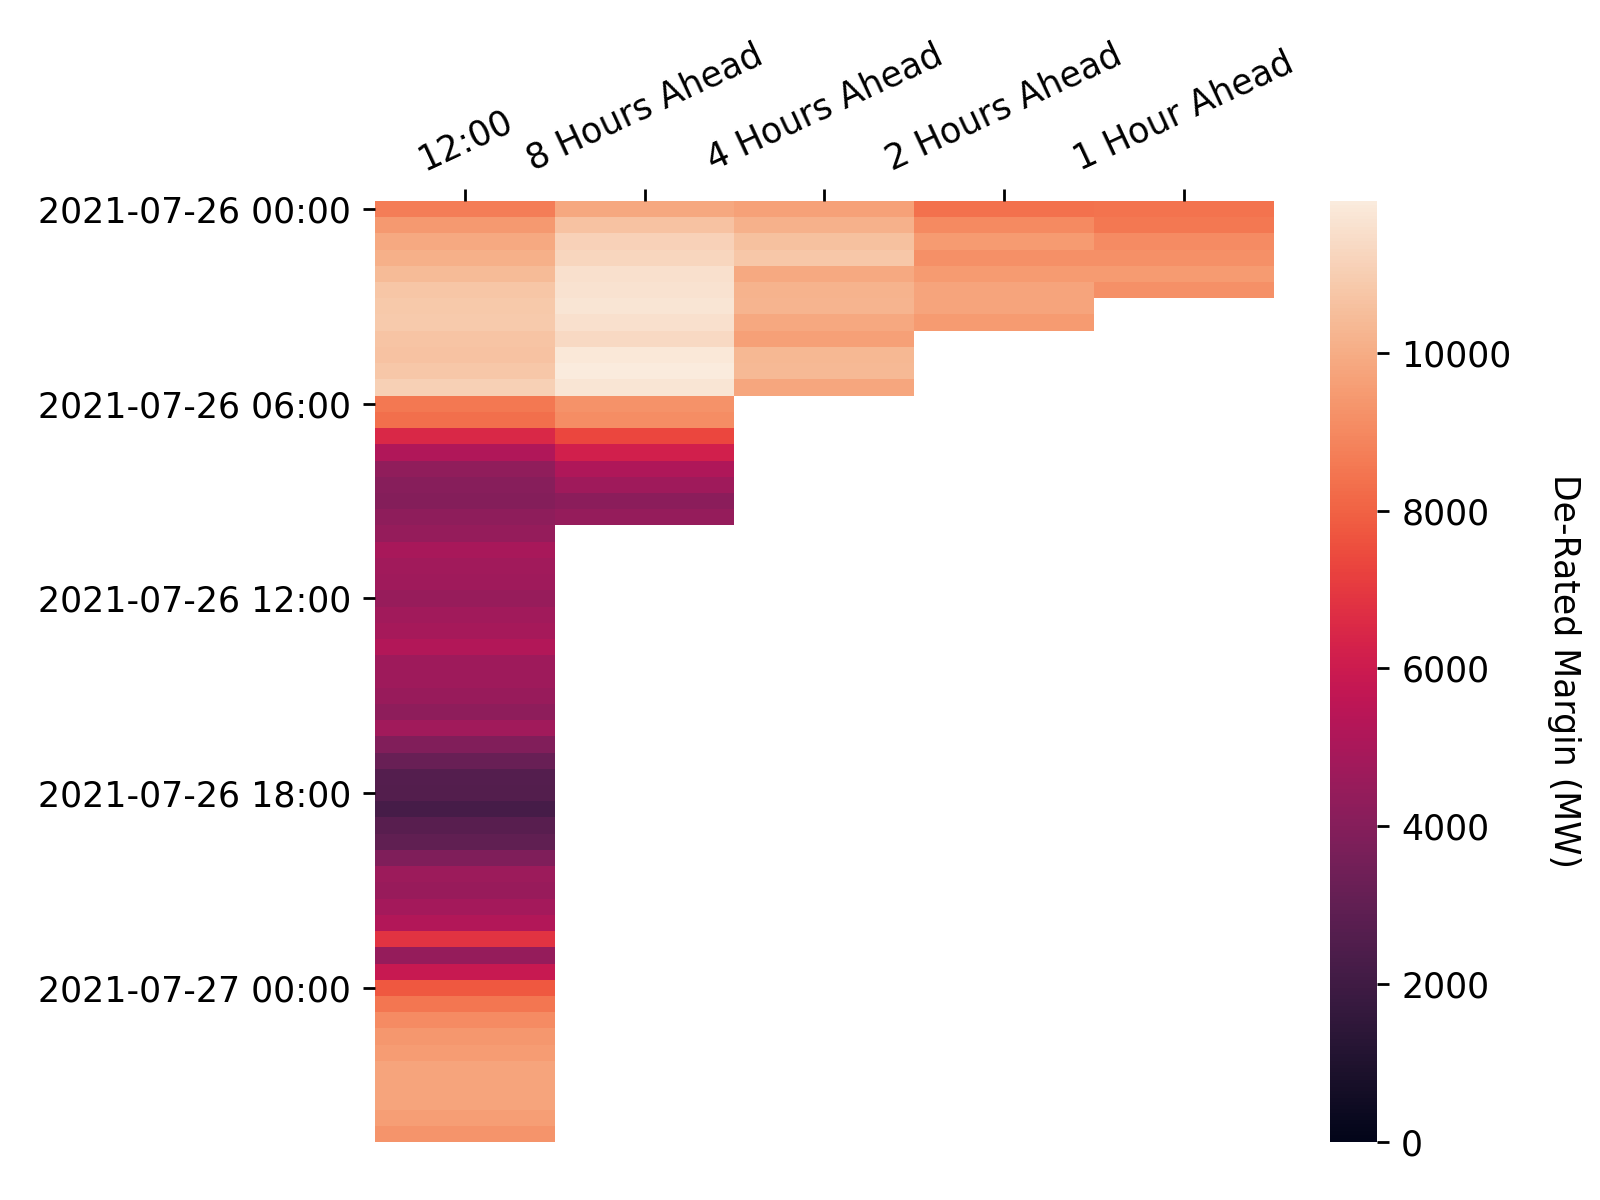 12:00
8 Hours Ahead
4 Hours Ahead
2 Hours Ahead
1 Hour Ahead
2021-07-26 00:00
2021-07-26 06:00
2021-07-26 12:00
2021-07-26 18:00
2021-07-27 00:00
10000
8000
6000
4000
2000
0
De-Rated Margin (MW)